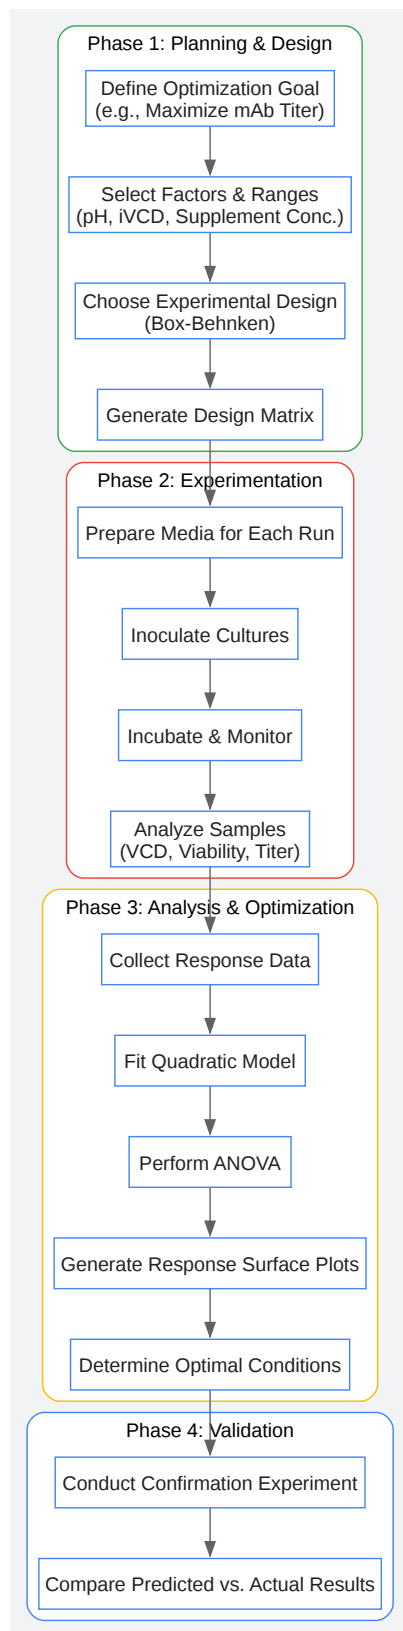 Phase 1: Planning & Design
Define Optimization Goal
(e.g., Maximize mAb Titer)
Select Factors & Ranges
(pH, iVCD, Supplement Conc.)
Choose Experimental Design
(Box-Behnken)
Generate Design Matrix
Phase 2: Experimentation
Prepare Media for Each Run
Inoculate Cultures
Incubate & Monitor
Analyze Samples
(VCD, Viability, Titer)
Phase 3: Analysis & Optimization
Collect Response Data
Fit Quadratic Model
Perform ANOVA
Generate Response Surface Plots
Determine Optimal Conditions
Phase 4: Validation
Conduct Confirmation Experiment
Compare Predicted vs. Actual Results